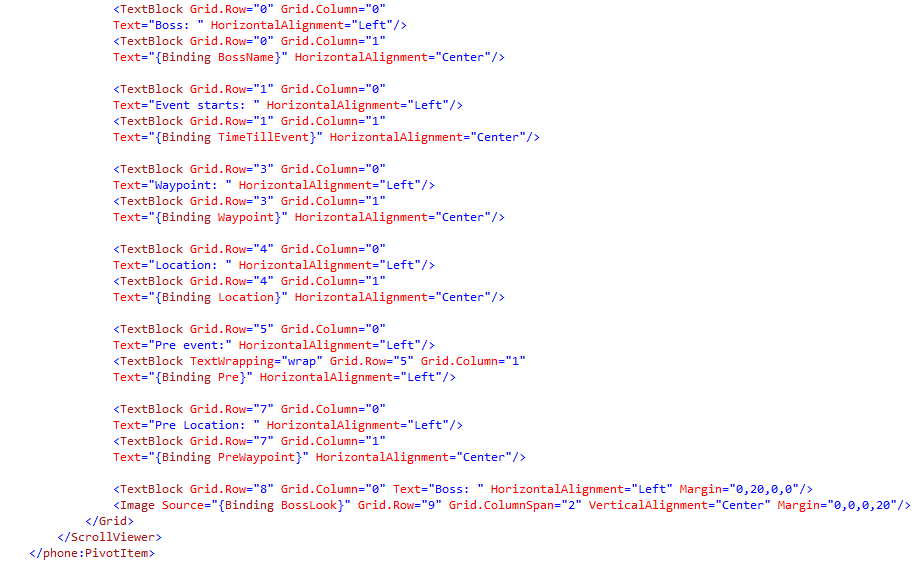 <TextBlock Grid.Row="0" Grid.Column="0"
Text="Boss: " HorizontalAlignment="Left"/>
<TextBlock Grid.Row="0" Grid.Column="1"
Text="{Binding BossName}" HorizontalAlignment="Center"/>
<TextBlock Grid.Row="1" Grid.Column="0"
Text="Event starts: " HorizontalAlignment="Left"/>
<TextBlock Grid.Row="1" Grid.Column="1"
Text="{Binding TimeTillEvent}" HorizontalAlignment="Center"/>
<TextBlock Grid.Row="3" Grid.Column="0"
Text="Waypoint: " HorizontalAlignment="Left"/>
<TextBlock Grid.Row="3" Grid.Column="1"
Text="{Binding Waypoint}" HorizontalAlignment="Center"/>
<TextBlock Grid.Row="4" Grid.Column="0"
Text="Location: " HorizontalAlignment="Left"/>
<TextBlock Grid.Row="4" Grid.Column="1"
Text="{Binding Location}" HorizontalAlignment="Center"/>
<TextBlock Grid.Row="5" Grid.Column="0"
Text="Pre event:" HorizontalAlignment="Left"/>
<TextBlock TextWrapping="wrap" Grid.Row="5" Grid.Column="1"
Text="{Binding Pre}" HorizontalAlignment="Left"/>
<TextBlock Grid.Row="7" Grid.Column="0"
Text="Pre Location: " HorizontalAlignment="Left"/>
<TextBlock Grid.Row="7" Grid.Column="1"
Text="{Binding PreWaypoint}" HorizontalAlignment="Center"/>
<TextBlock Grid.Row="8" Grid.Column="0" Text="Boss: " HorizontalAlignment="Left" Margin="0,20,0,0"/>
<Image Source="{Binding BossLook}" Grid.Row="9" Grid.ColumnSpan="2" VerticalAlignment="Center" Margin="0,0,0,20"/>
</Grid>
</ScrollViewer>
</phone:PivotItem>